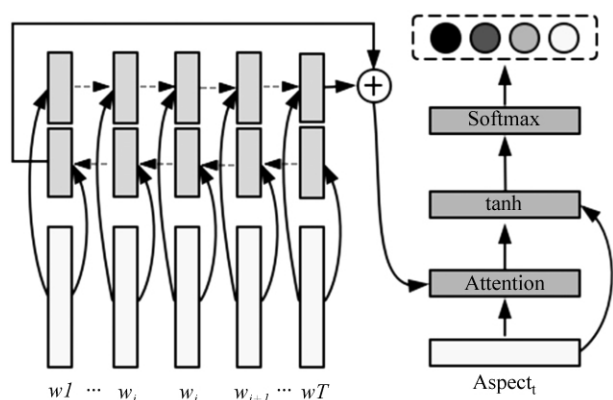 +
Softmax
tanh
Attention
Aspectₜ
w1 ... wᵢ wᵢ wᵢ₊₁ ... wT